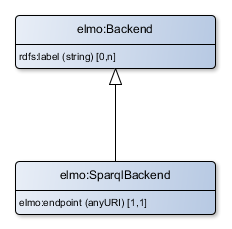 elmo:Backend
rdfs:label (string) [0,n]
elmo:SparqlBackend
elmo:endpoint (anyURI) [1,1]